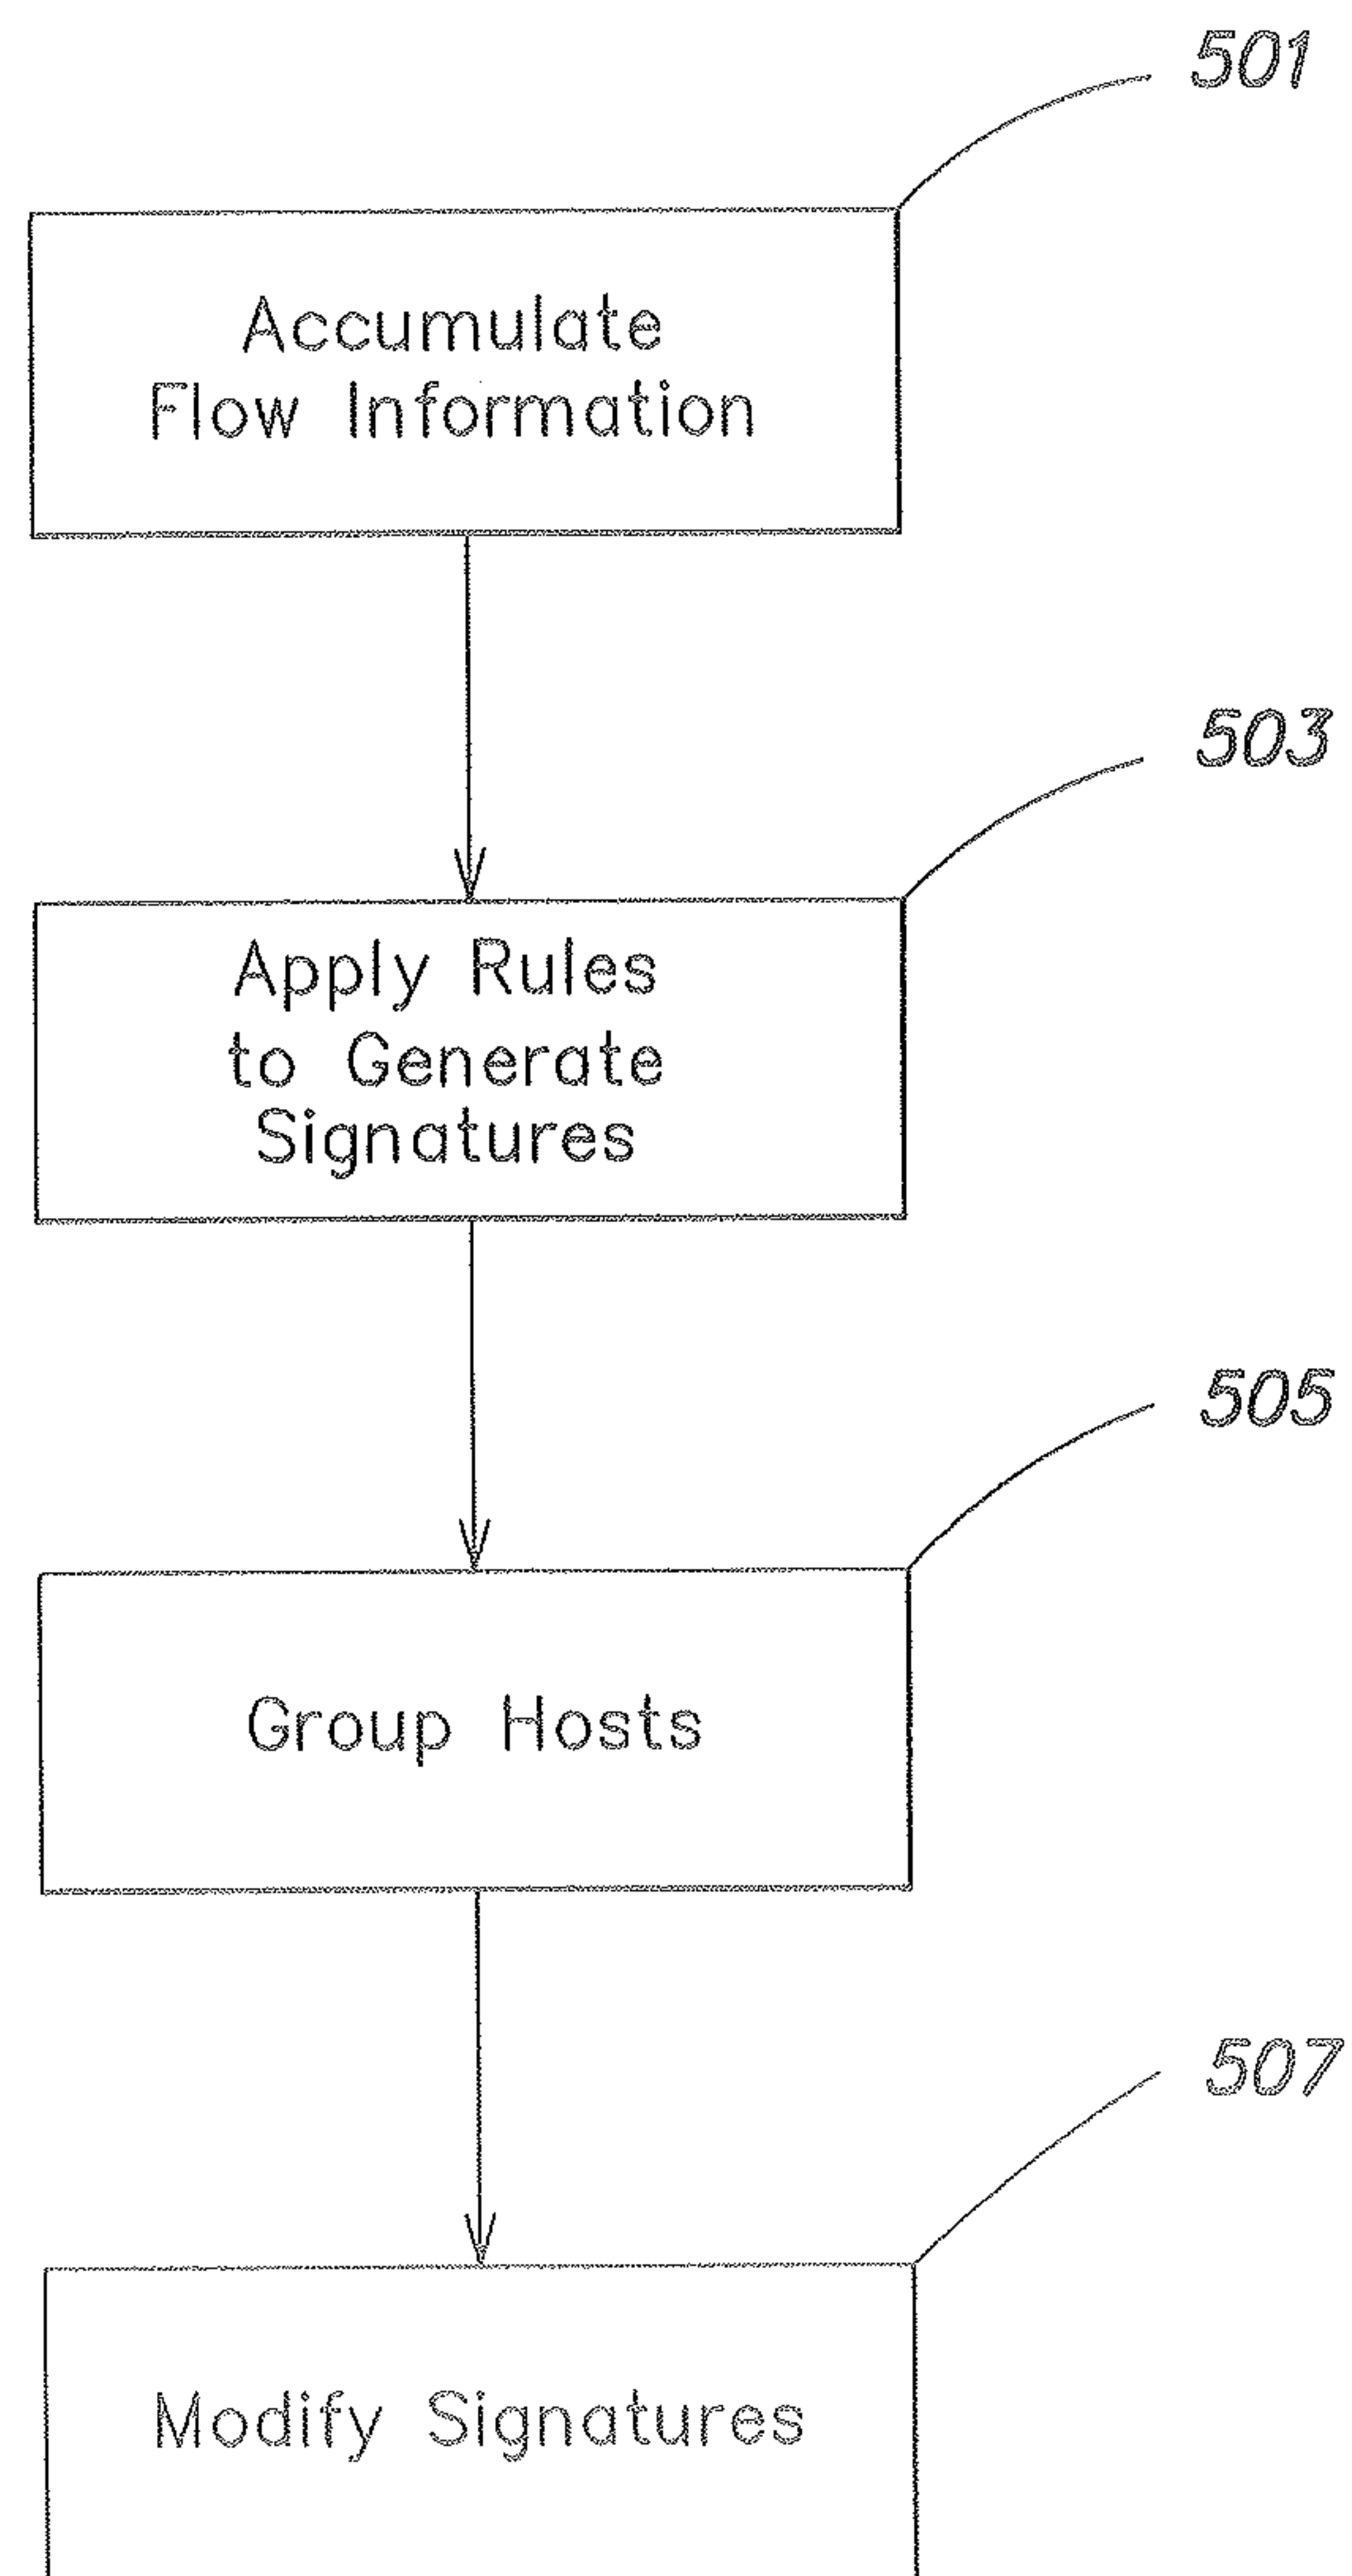 501
Accumulate
Flow Information
503
Apply Rules
to Generate
Signatures
505
Group Hosts
507
Modify Signatures